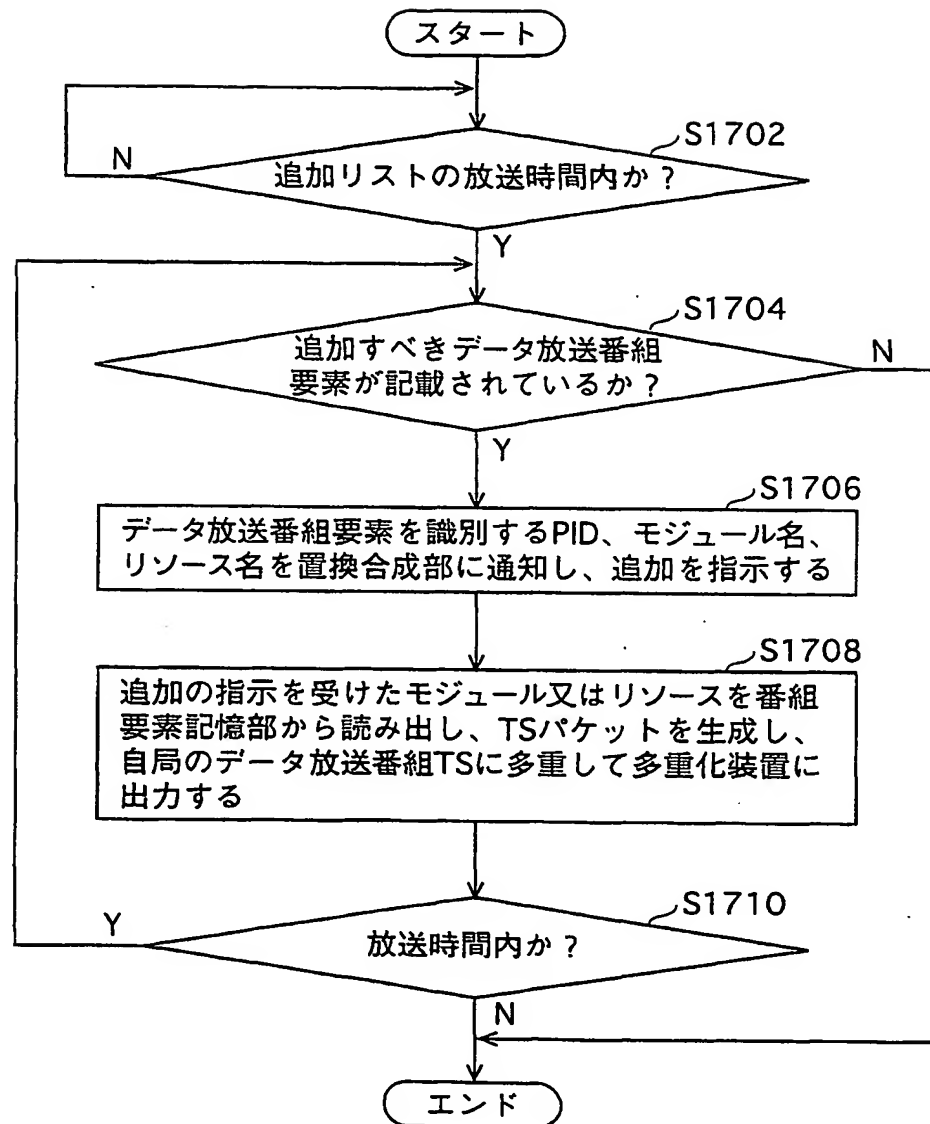 スタート
S1702
追加リストの放送時間内か?
N
Y
S1704
追加すべきデータ放送番組
要素が記載されているか?
N
Y
S1706
データ放送番組要素を識別するPID、モジュール名、
リソース名を置換合成部に通知し、追加を指示する
S1708
追加の指示を受けたモジュール又はリソースを番組
要素記憶部から読み出し、TSパケットを生成し、
自局のデータ放送番組TSに多重して多重化装置に
出力する
S1710
放送時間内か?
Y
N
エンド